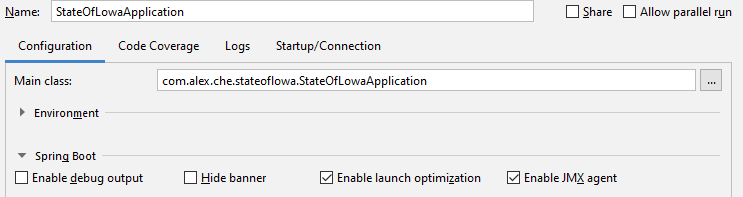 Name: StateOfLowaApplication Share Allow parallel run
Configuration Code Coverage Logs Startup/Connection
Main class: com.alex.che.stateoflowa.StateOfLowaApplication ...
Environment
Spring Boot
Enable debug output Hide banner Enable launch optimization Enable JMX agent